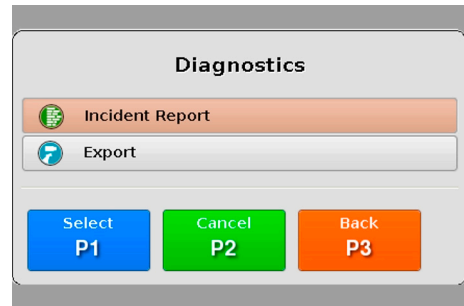 Diagnostics
Incident Report
Export
Select
P1
Cancel
P2
Back
P3